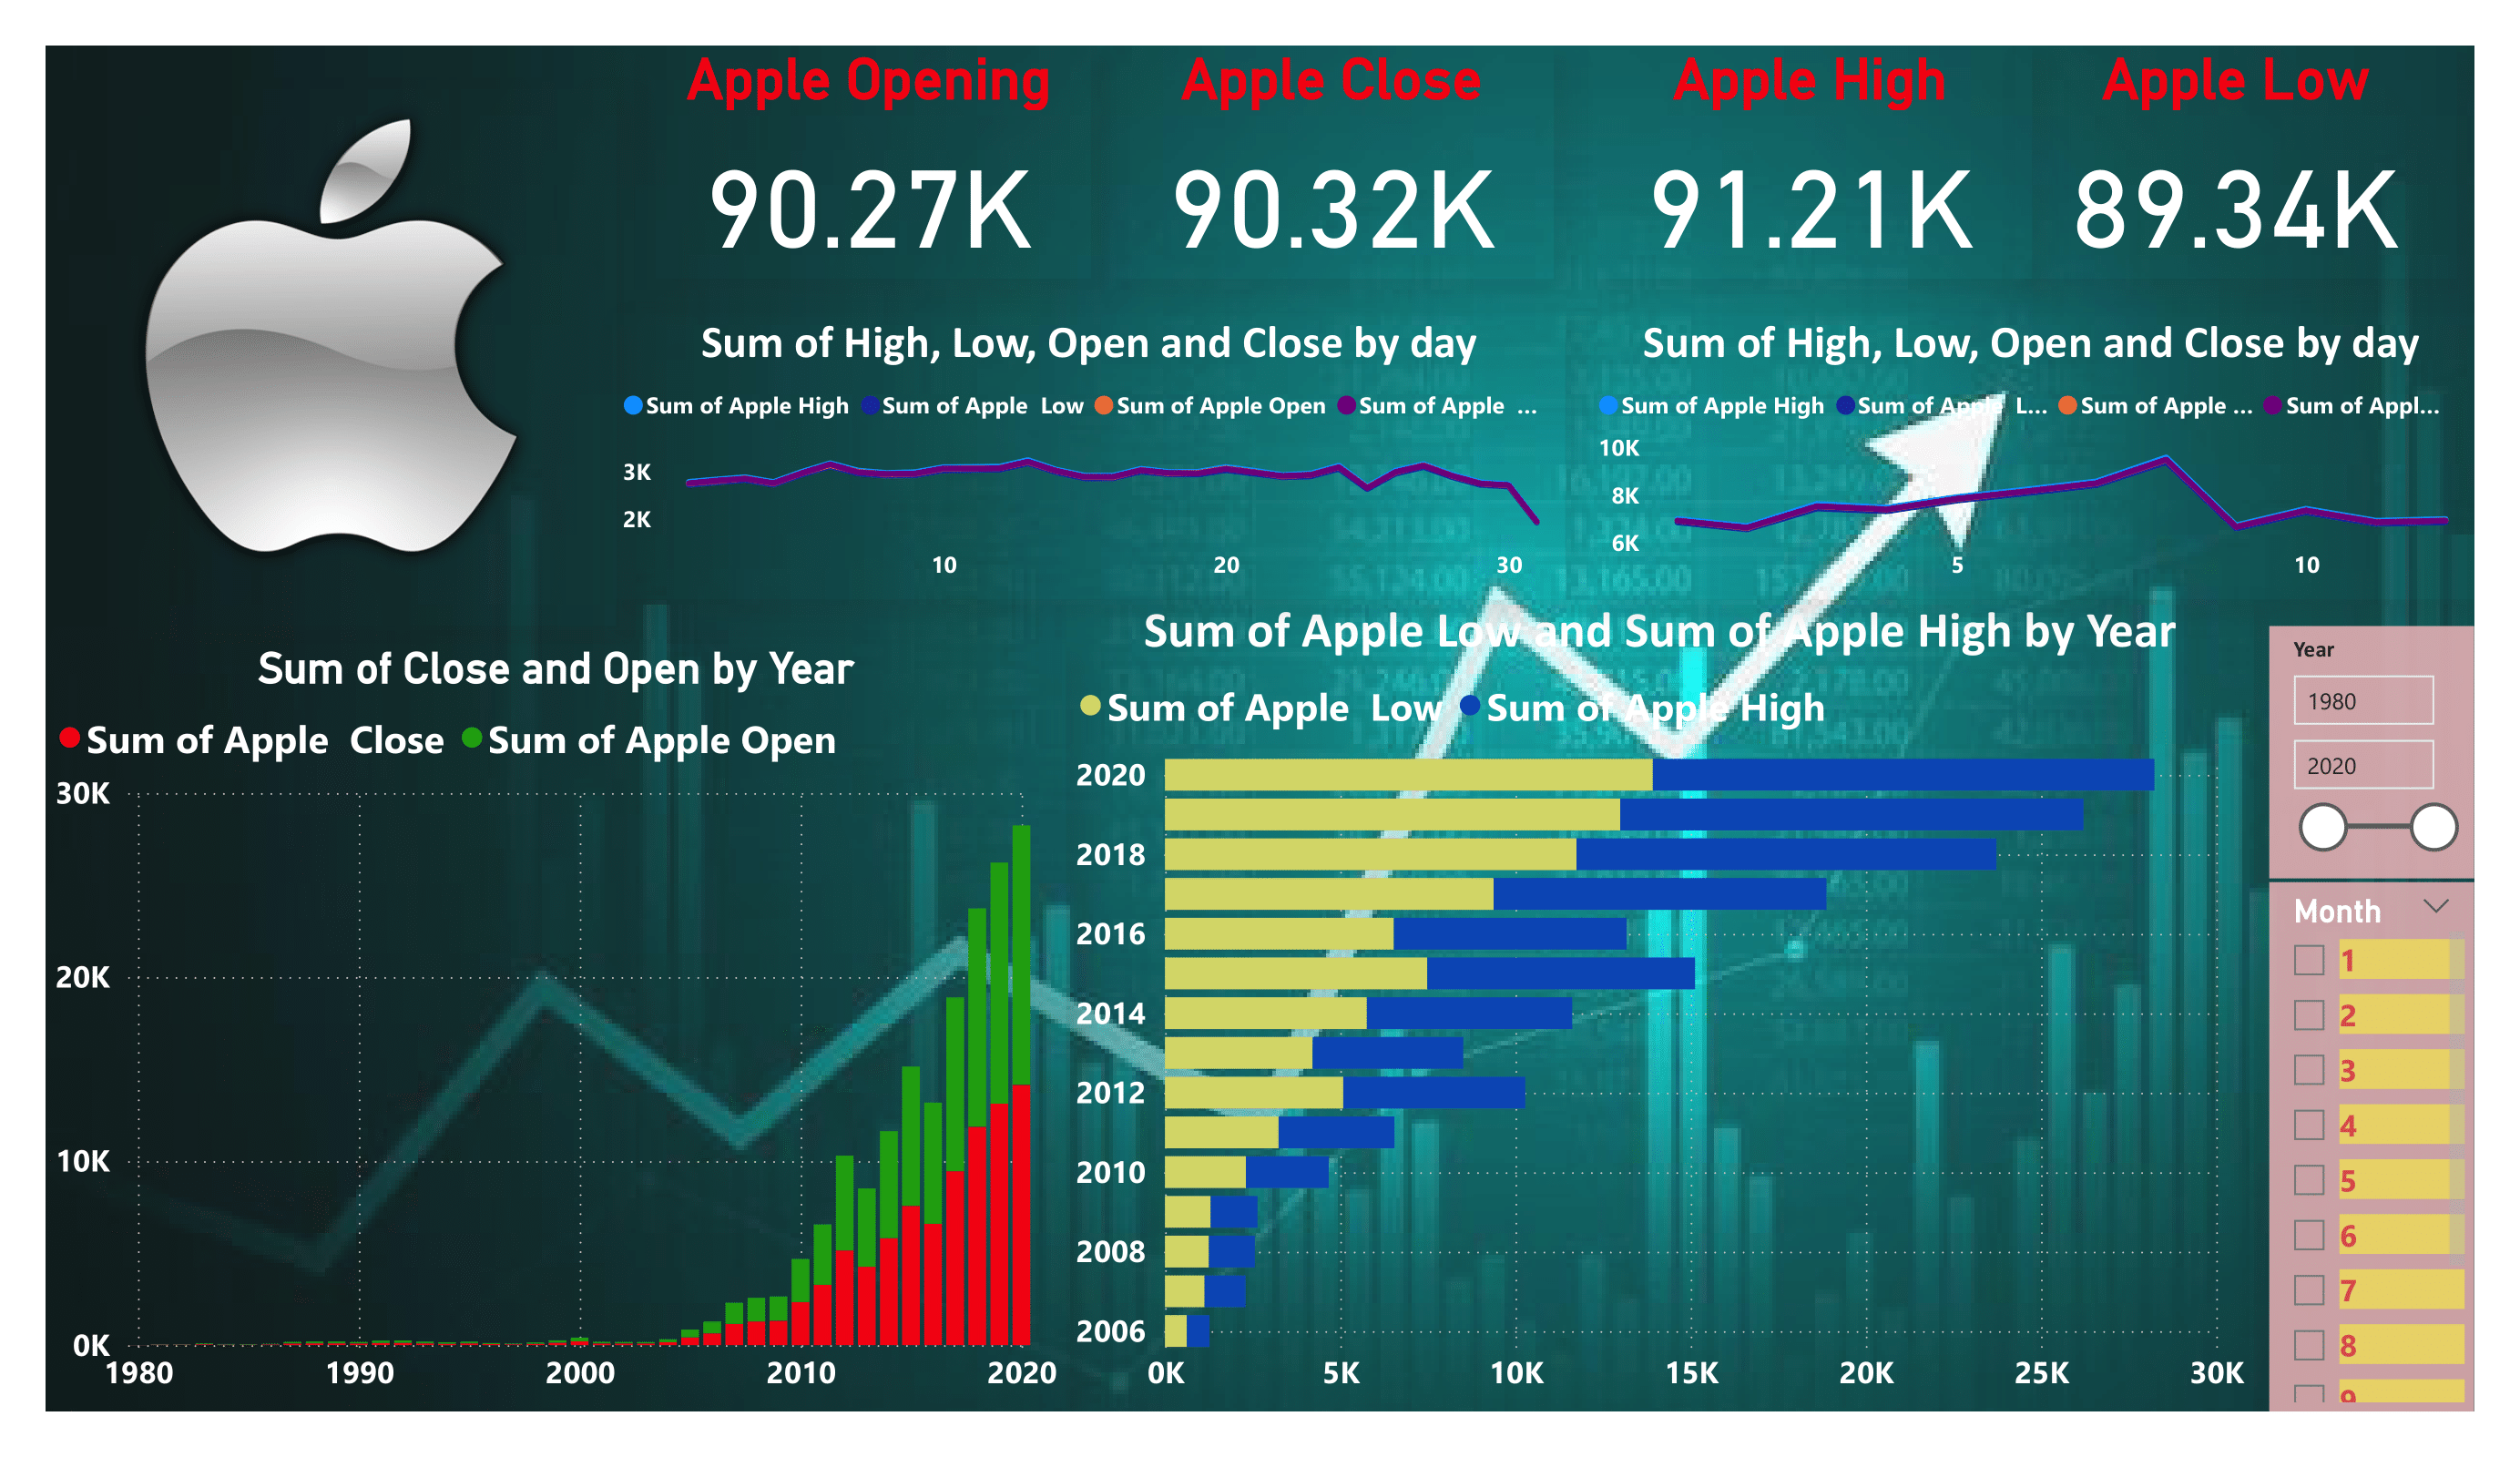 Apple Opening
Apple Close
Apple High
Apple Low
90.27K
90.32K
91.21K
89.34K
Sum of High, Low, Open and Close by day
Sum of Apple High Sum of Apple Low Sum of Apple Open Sum of Apple ...
3K
2K
10 20 30
Sum of High, Low, Open and Close by day
Sum of Apple High Sum of Apple L... Sum of Apple ... Sum of Appl...
10K
8K
6K
5 10
Sum of Close and Open by Year
Sum of Apple Close Sum of Apple Open
30K
20K
10K
0K
1980 1990 2000 2010 2020
Sum of Apple Low and Sum of Apple High by Year
Sum of Apple Low Sum of Apple High
2020
2018
2016
2014
2012
2010
2008
2006
0K 5K 10K 15K 20K 25K 30K
Year
1980
2020
Month
1
2
3
4
5
6
7
8
9